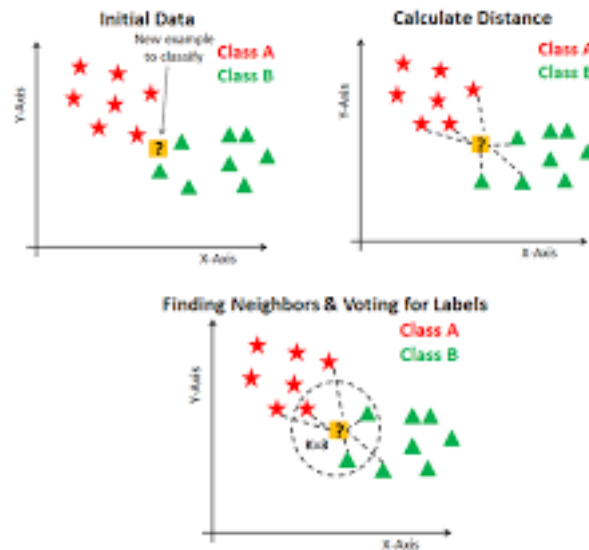 Initial Data
New example
to classify
Class A
Class B
?
Y-Axis
X-Axis
Calculate Distance
Class A
Class B
?
Y-Axis
X-Axis
Finding Neighbors & Voting for Labels
Class A
Class B
?
K=3
Y-Axis
X-Axis